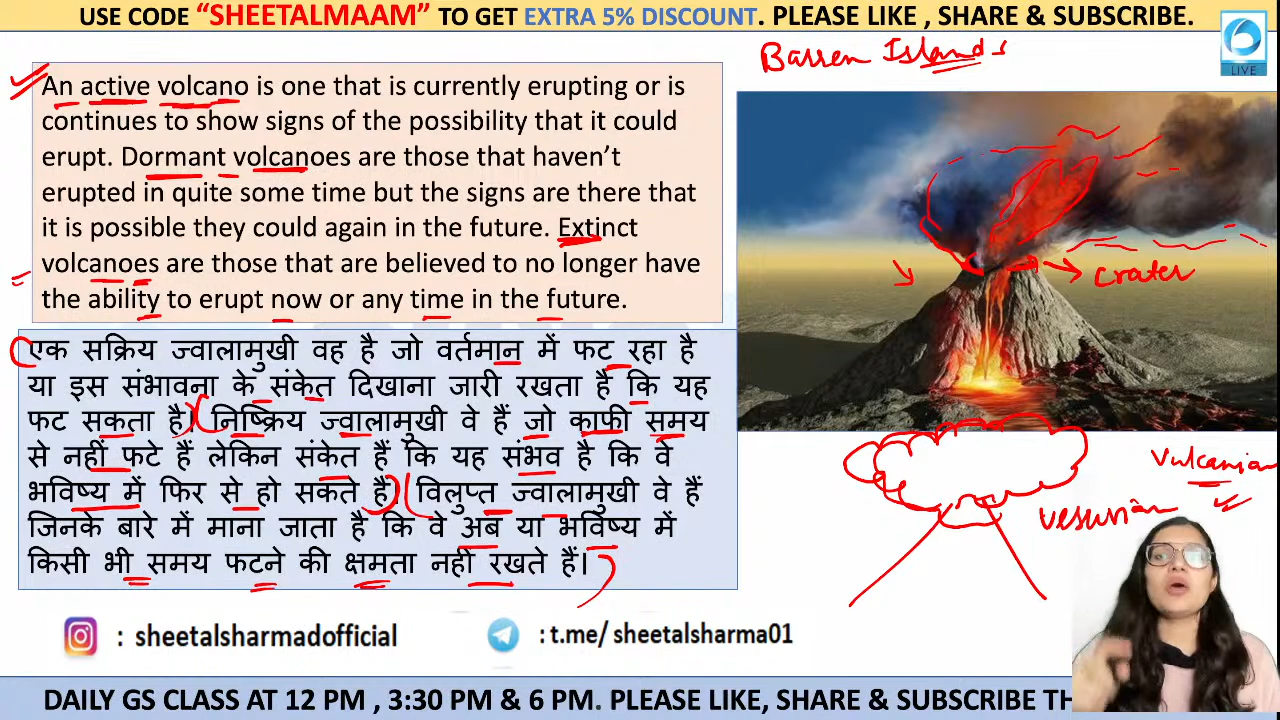 USE CODE “SHEETALMAAM” TO GET EXTRA 5% DISCOUNT. PLEASE LIKE , SHARE & SUBSCRIBE.
LIVE
Barren Islands
An active volcano is one that is currently erupting or is
continues to show signs of the possibility that it could
erupt. Dormant volcanoes are those that haven’t
erupted in quite some time but the signs are there that
it is possible they could again in the future. Extinct
volcanoes are those that are believed to no longer have
the ability to erupt now or any time in the future.
crater
एक सक्रिय ज्वालामुखी वह है जो वर्तमान में फट रहा है
या इस संभावना के संकेत दिखाना जारी रखता है कि यह
फट सकता है। निष्क्रिय ज्वालामुखी वे हैं जो काफी समय
से नहीं फटे हैं लेकिन संकेत हैं कि यह संभव है कि वे
भविष्य में फिर से हो सकते हैं। विलुप्त ज्वालामुखी वे हैं
जिनके बारे में माना जाता है कि वे अब या भविष्य में
किसी भी समय फटने की क्षमता नहीं रखते हैं।
Vulcanian
: sheetalsharmadofficial
: t.me/ sheetalsharma01
DAILY GS CLASS AT 12 PM , 3:30 PM & 6 PM. PLEASE LIKE, SHARE & SUBSCRIBE TH